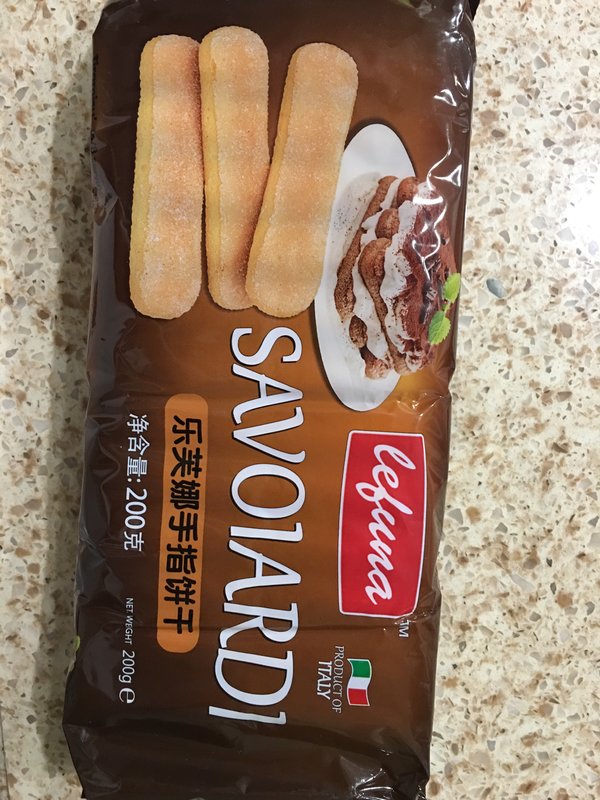 lefuna™
PRODUCT OF
ITALY
SAVOIARDI
乐芙娜手指饼干
净含量: 200克
NET WEIGHT 200g ℮